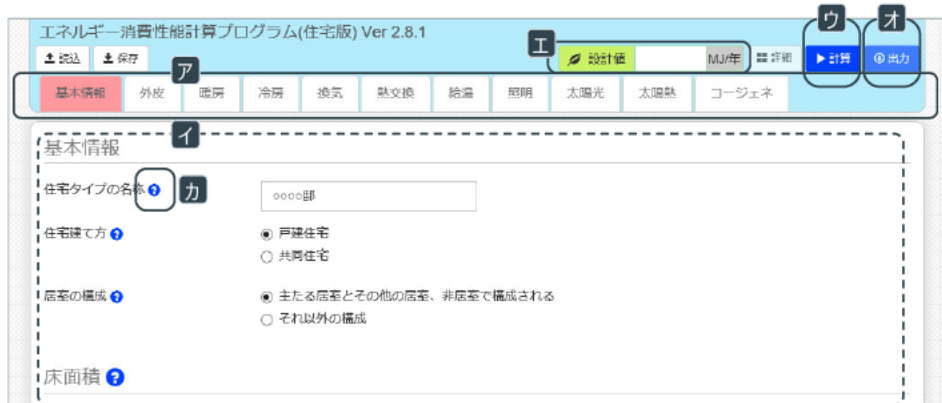 エネルギー消費性能計算プログラム(住宅版) Ver 2.8.1
ウ オ
エ
読込 保存 設計値 MJ/年 詳細 計算 出力
ア
基本情報 外皮 暖房 冷房 換気 熱交換 給湯 照明 太陽光 太陽熱 コージェネ
イ
基本情報
住宅タイプの名称 ? カ oooo邸
住宅建て方 ? 戸建住宅
共同住宅
居室の構成 ? 主たる居室とその他の居室、非居室で構成される
それ以外の構成
床面積 ?